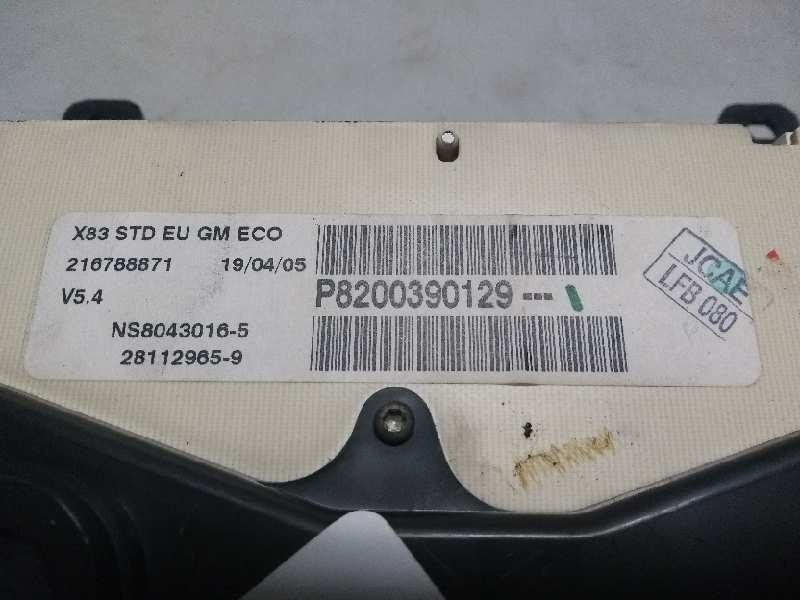 X83 STD EU GM ECO
216788871 19/04/05
V5.4
P8200390129---
NS8043016-5
28112965-9
JCAE
LFB 080